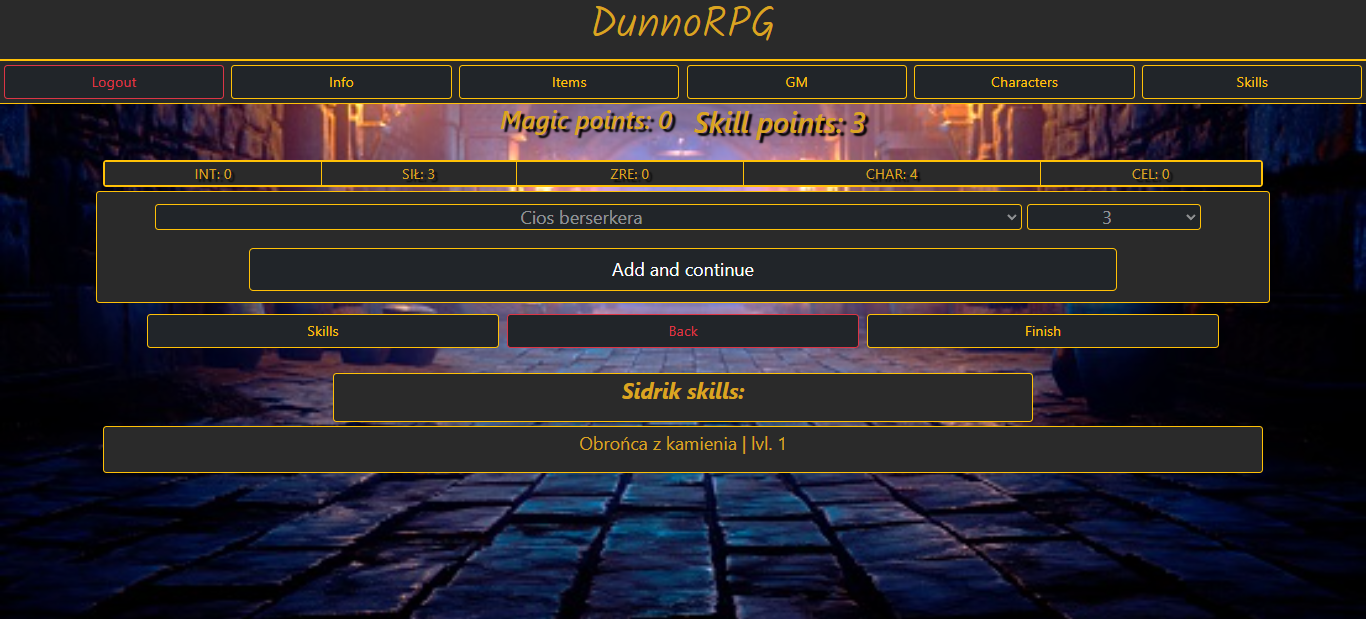 DunnoRPG
Logout Info Items GM Characters Skills
Magic points: 0 Skill points: 3
INT: 0 SIŁ: 3 ZRE: 0 CHAR: 4 CEL: 0
Cios berserkera 3
Add and continue
Skills Back Finish
Sidrik skills:
Obrońca z kamienia | lvl. 1